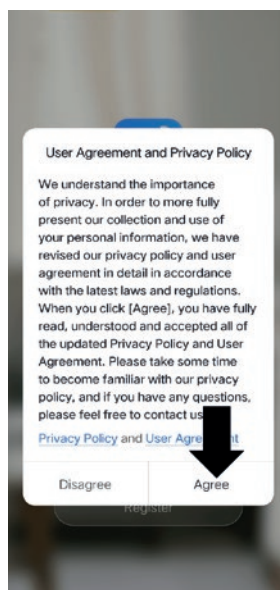 User Agreement and Privacy Policy
We understand the importance
of privacy. In order to more fully
present our collection and use of
your personal information, we have
revised our privacy policy and user
agreement in detail in accordance
with the latest laws and regulations.
When you click [Agree], you have fully
read, understood and accepted all of
the updated Privacy Policy and User
Agreement. Please take some time
to become familiar with our privacy
policy, and if you have any questions,
please feel free to contact us
Privacy Policy and User
Disagree Agree
Register